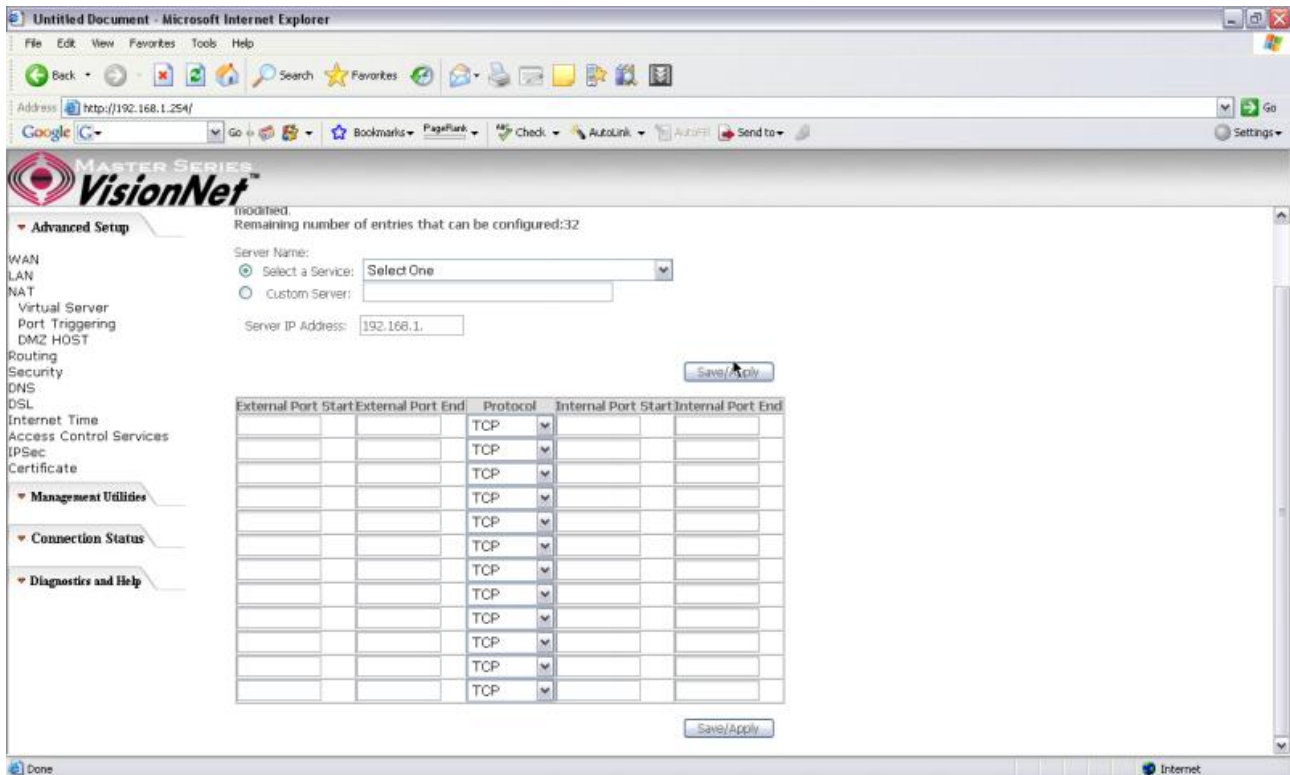 Untitled Document - Microsoft Internet Explorer
File Edit View Favorites Tools Help
Back Search Favorites
Address http://192.168.1.254/ Go
Google G Go Bookmarks PageRank Check AutoLink AutoFill Send to Settings
MASTER SERIES
VisionNet™
Advanced Setup
WAN
LAN
NAT
Virtual Server
Port Triggering
DMZ HOST
Routing
Security
DNS
DSL
Internet Time
Access Control Services
IPSec
Certificate
Management Utilities
Connection Status
Diagnostics and Help
modified.
Remaining number of entries that can be configured:32
Server Name:
Select a Service: Select One
Custom Server:
Server IP Address: 192.168.1.
Save/Apply
External Port Start External Port End Protocol Internal Port Start Internal Port End
TCP
TCP
TCP
TCP
TCP
TCP
TCP
TCP
TCP
TCP
TCP
TCP
Save/Apply
Done Internet